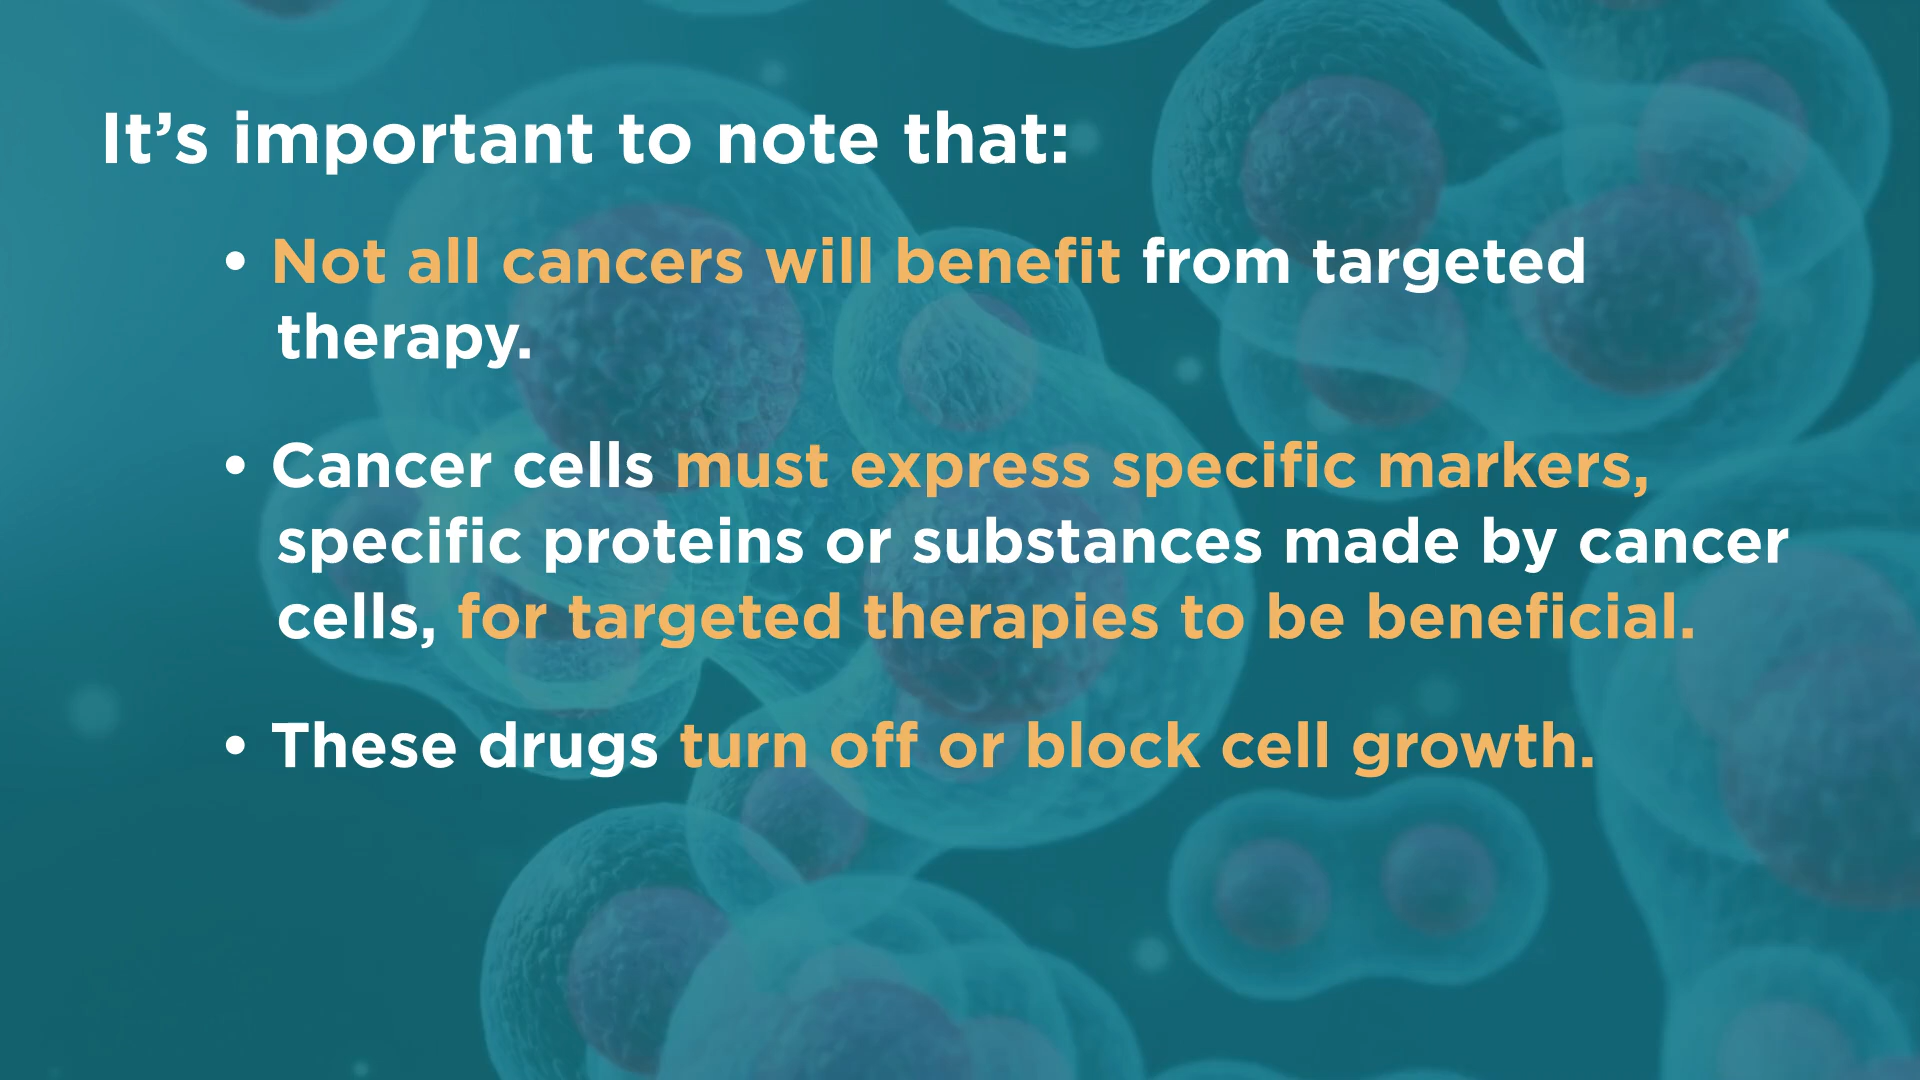 It’s important to note that:
• Not all cancers will benefit from targeted
therapy.
• Cancer cells must express specific markers,
specific proteins or substances made by cancer
cells, for targeted therapies to be beneficial.
• These drugs turn off or block cell growth.